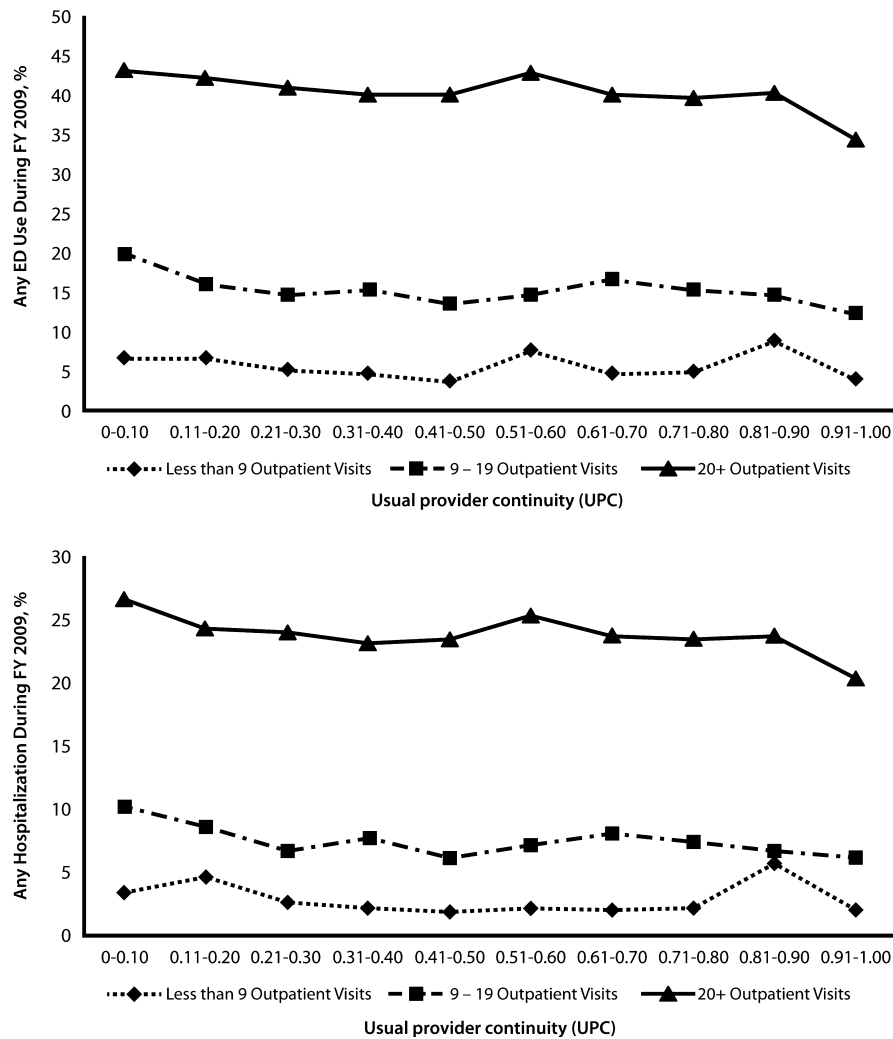 Any ED Use During FY 2009, %
50
45
40
35
30
25
20
15
10
5
0
0-0.10 0.11-0.20 0.21-0.30 0.31-0.40 0.41-0.50 0.51-0.60 0.61-0.70 0.71-0.80 0.81-0.90 0.91-1.00
Less than 9 Outpatient Visits 9 – 19 Outpatient Visits 20+ Outpatient Visits
Usual provider continuity (UPC)
Any Hospitalization During FY 2009, %
30
25
20
15
10
5
0
0-0.10 0.11-0.20 0.21-0.30 0.31-0.40 0.41-0.50 0.51-0.60 0.61-0.70 0.71-0.80 0.81-0.90 0.91-1.00
Less than 9 Outpatient Visits 9 – 19 Outpatient Visits 20+ Outpatient Visits
Usual provider continuity (UPC)